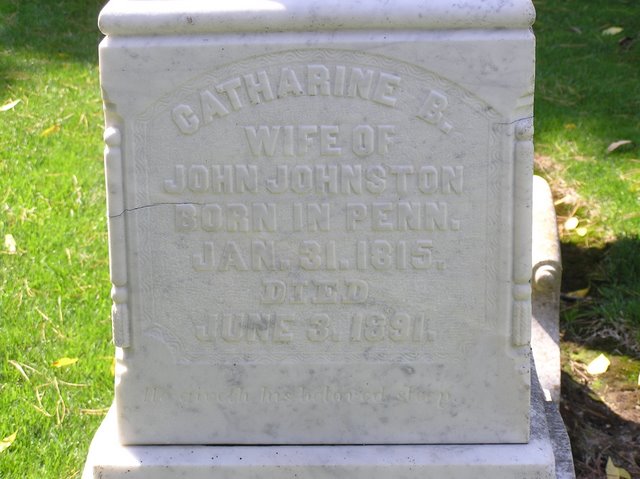 CATHARINE B.
WIFE OF
JOHN JOHNSTON
BORN IN PENN.
JAN. 31. 1815.
DIED
JUNE 3. 1891.
He giveth his beloved sleep.